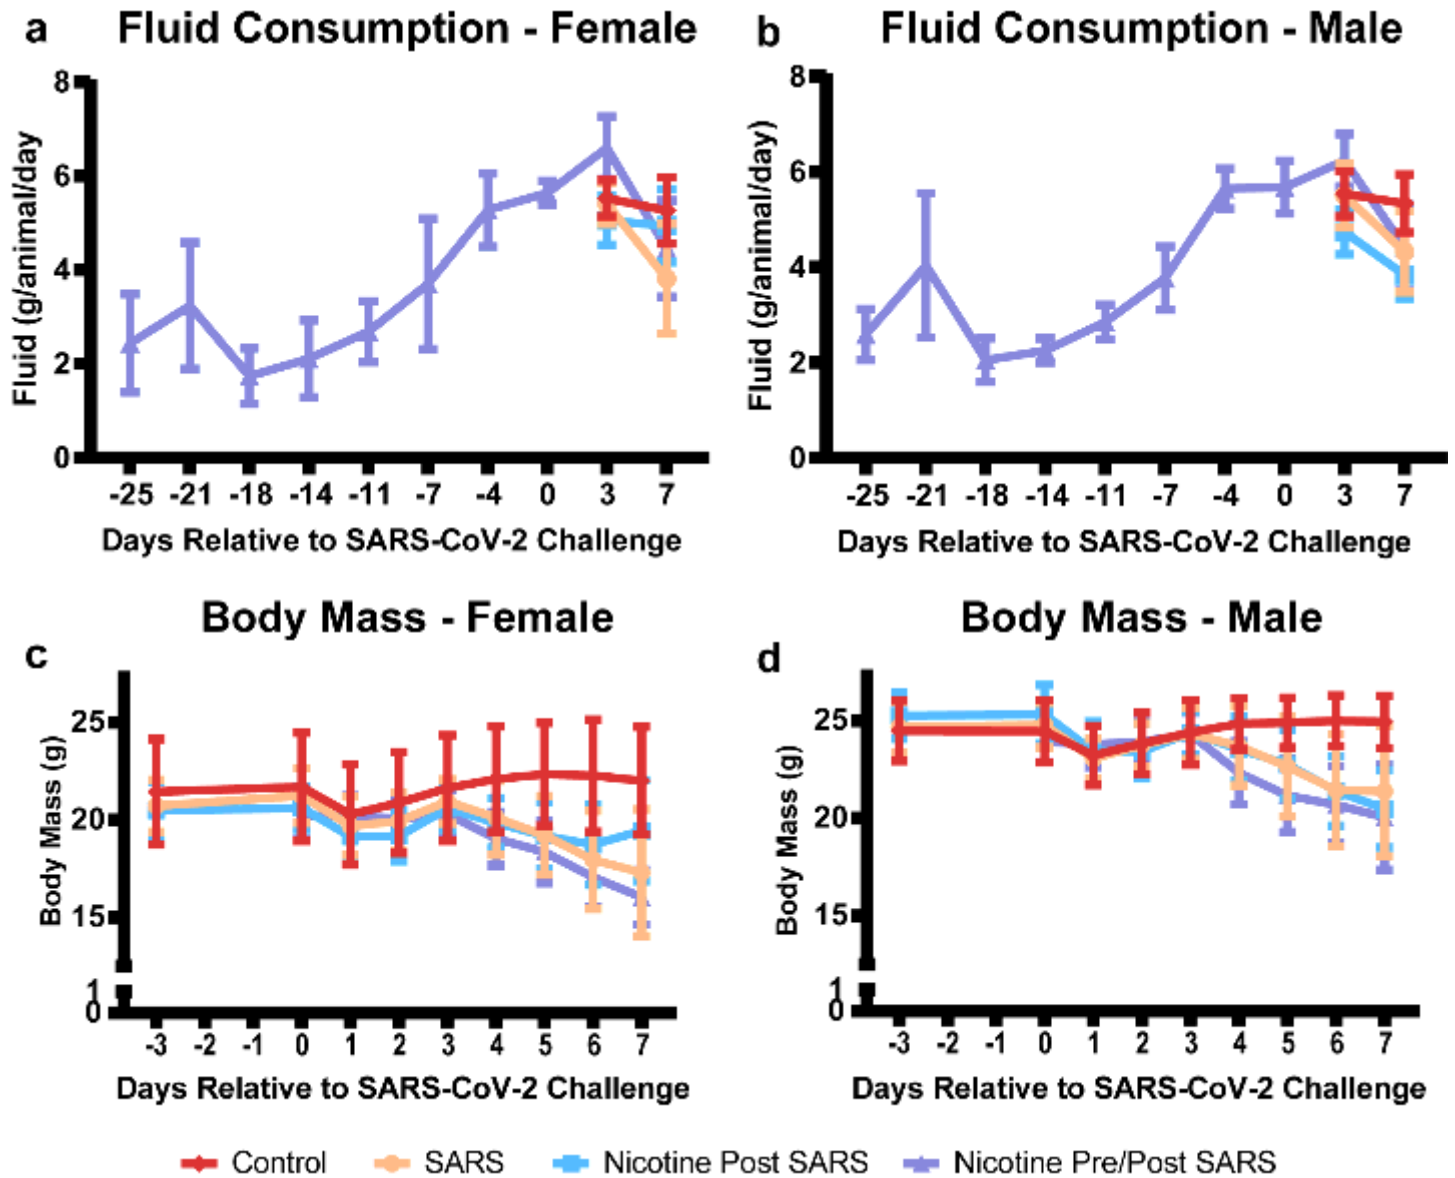 a Fluid Consumption - Female
8
6
4
2
0
Fluid (g/animal/day)
-25 -21 -18 -14 -11 -7 -4 0 3 7
Days Relative to SARS-CoV-2 Challenge
b Fluid Consumption - Male
8
6
4
2
0
Fluid (g/animal/day)
-25 -21 -18 -14 -11 -7 -4 0 3 7
Days Relative to SARS-CoV-2 Challenge
c Body Mass - Female
25
20
15
1
0
Body Mass (g)
-3 -2 -1 0 1 2 3 4 5 6 7
Days Relative to SARS-CoV-2 Challenge
d Body Mass - Male
25
20
15
1
0
Body Mass (g)
-3 -2 -1 0 1 2 3 4 5 6 7
Days Relative to SARS-CoV-2 Challenge
Control SARS Nicotine Post SARS Nicotine Pre/Post SARS